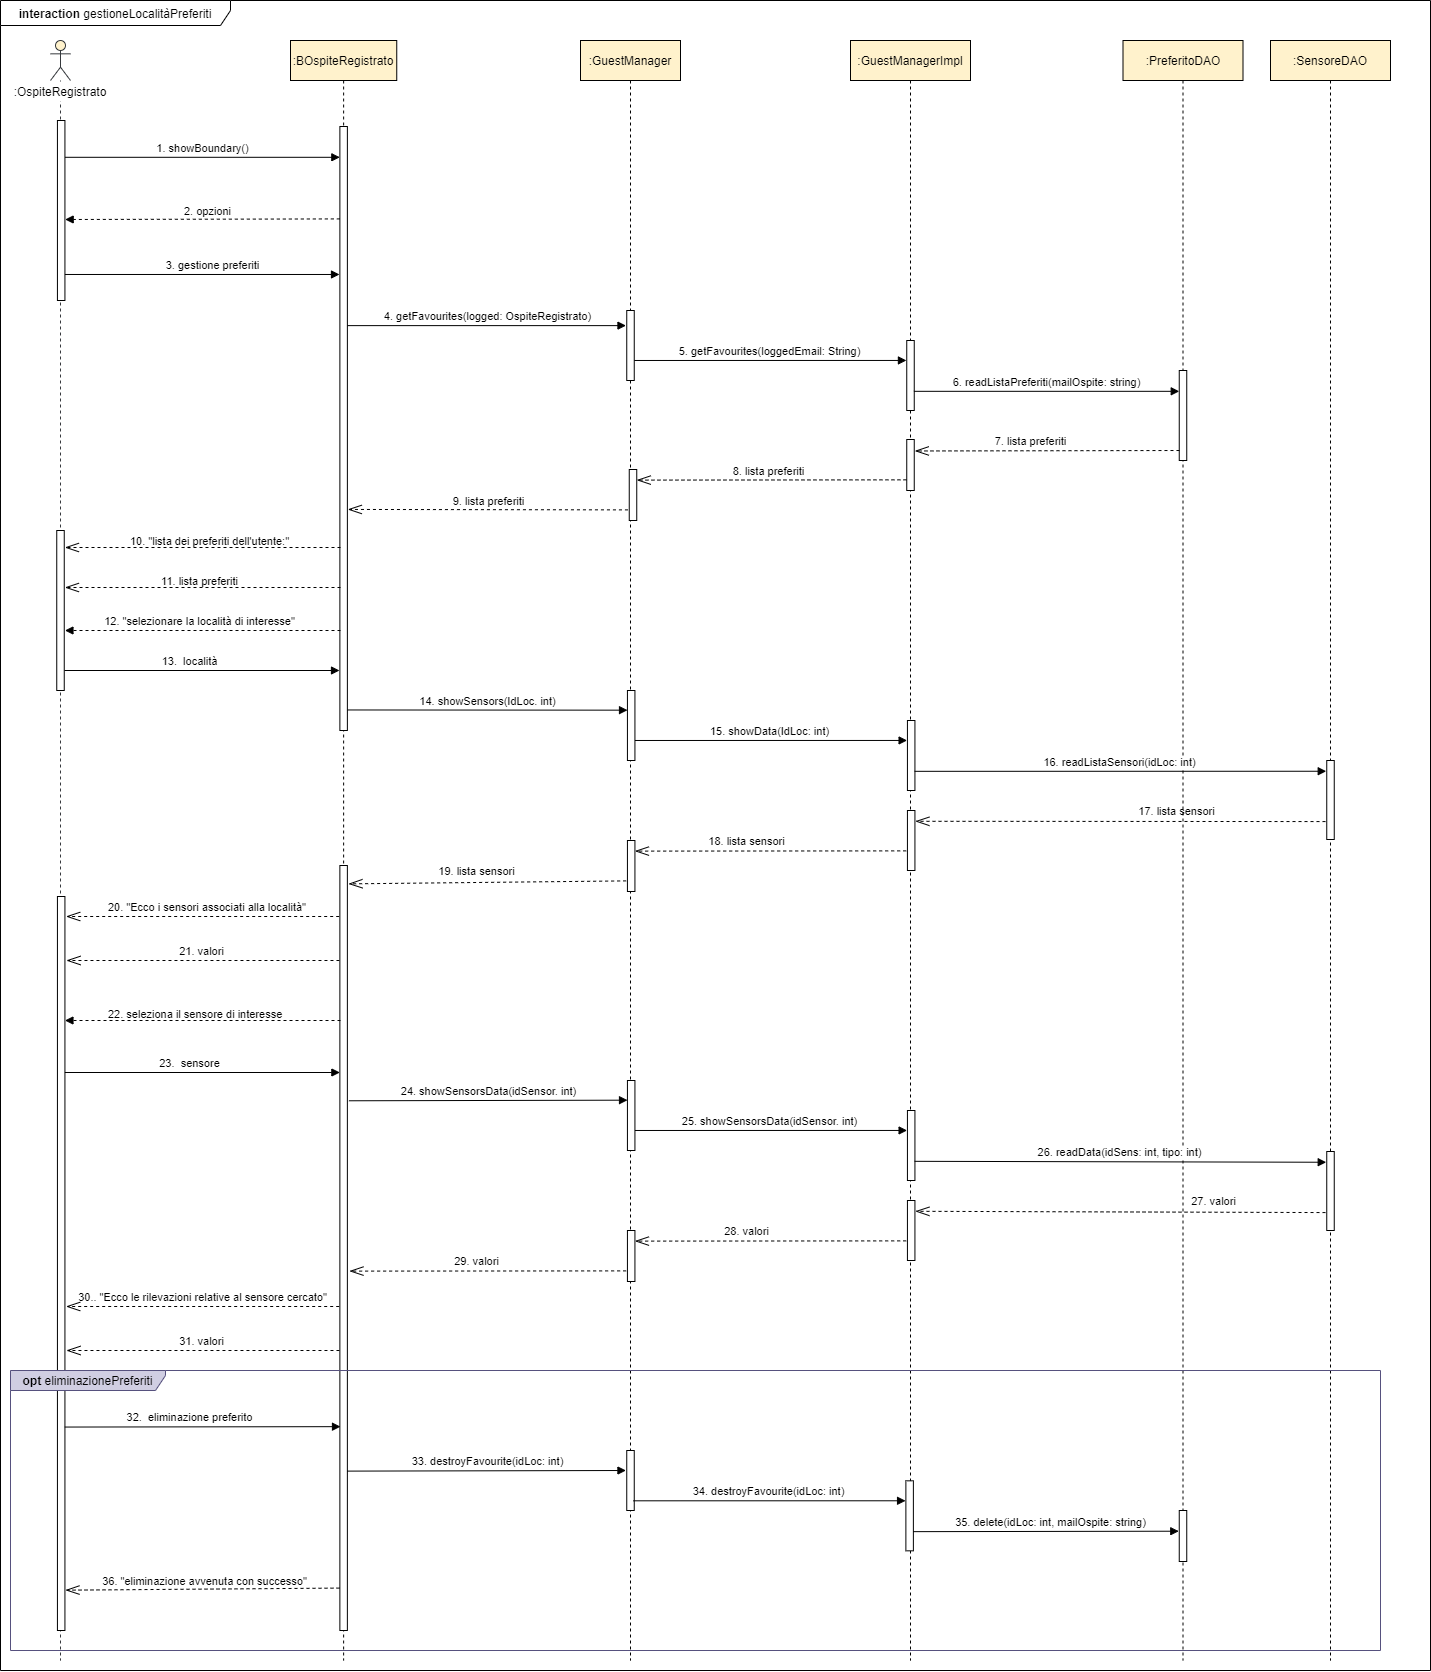 interaction gestioneLocalitàPreferiti
:OspiteRegistrato
:BOspiteRegistrato
:GuestManager
:GuestManagerImpl
:PreferitoDAO
:SensoreDAO
1. showBoundary()
2. opzioni
3. gestione preferiti
4. getFavourites(logged: OspiteRegistrato)
5. getFavourites(loggedEmail: String)
6. readListaPreferiti(mailOspite: string)
7. lista preferiti
8. lista preferiti
9. lista preferiti
10. "lista dei preferiti dell'utente:"
11. lista preferiti
12. "selezionare la località di interesse"
13. località
14. showSensors(IdLoc. int)
15. showData(IdLoc: int)
16. readListaSensori(idLoc: int)
17. lista sensori
18. lista sensori
19. lista sensori
20. "Ecco i sensori associati alla località"
21. valori
22. seleziona il sensore di interesse
23. sensore
24. showSensorsData(idSensor. int)
25. showSensorsData(idSensor. int)
26. readData(idSens: int, tipo: int)
27. valori
28. valori
29. valori
30.. "Ecco le rilevazioni relative al sensore cercato"
31. valori
opt eliminazionePreferiti
32. eliminazione preferito
33. destroyFavourite(idLoc: int)
34. destroyFavourite(idLoc: int)
35. delete(idLoc: int, mailOspite: string)
36. "eliminazione avvenuta con successo"